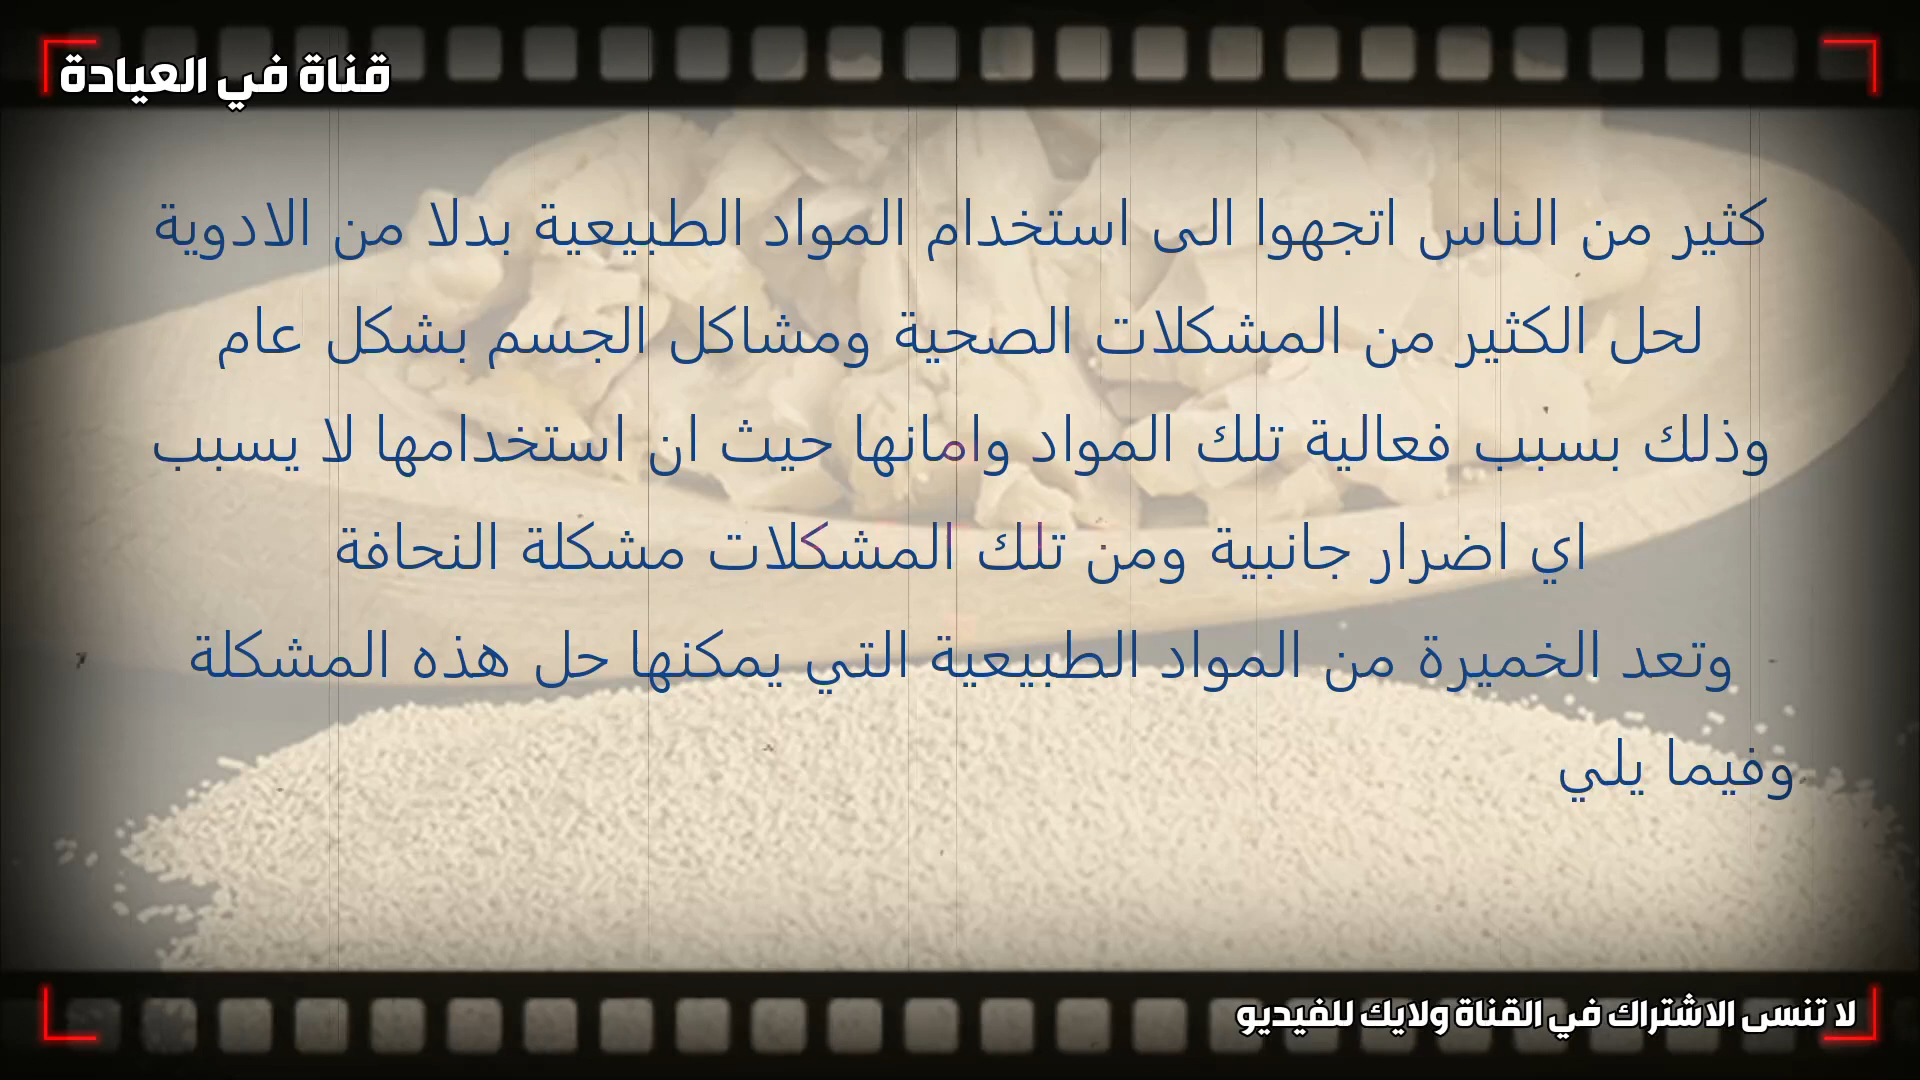 قناة في العيادة
كثير من الناس اتجهوا الى استخدام المواد الطبيعية بدلا من الادوية
لحل الكثير من المشكلات الصحية ومشاكل الجسم بشكل عام
وذلك بسبب فعالية تلك المواد وامانها حيث ان استخدامها لا يسبب
اي اضرار جانبية ومن تلك المشكلات مشكلة النحافة
وتعد الخميرة من المواد الطبيعية التي يمكنها حل هذه المشكلة
وفيما يلي
لا تنسى الاشتراك في القناة ولايك للفيديو